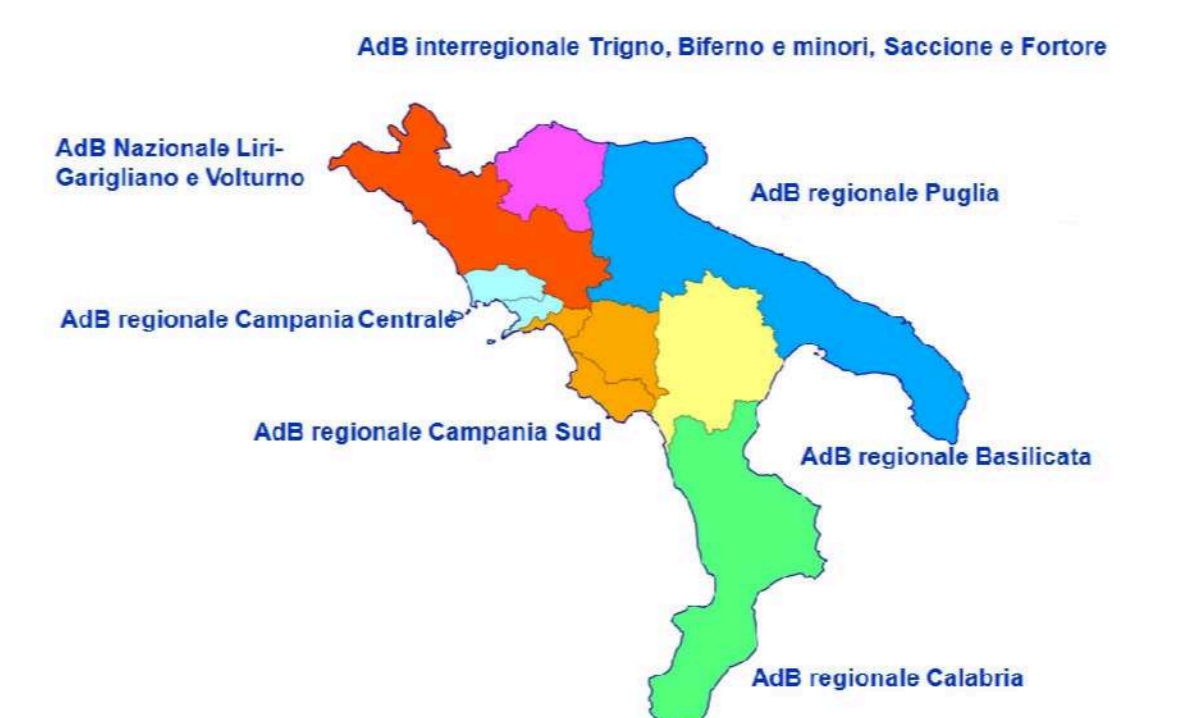 AdB interregionale Trigno, Biferno e minori, Saccione e Fortore
AdB Nazionale Liri-
Garigliano e Volturno
AdB regionale Puglia
AdB regionale Campania Centrale
AdB regionale Campania Sud
AdB regionale Basilicata
AdB regionale Calabria